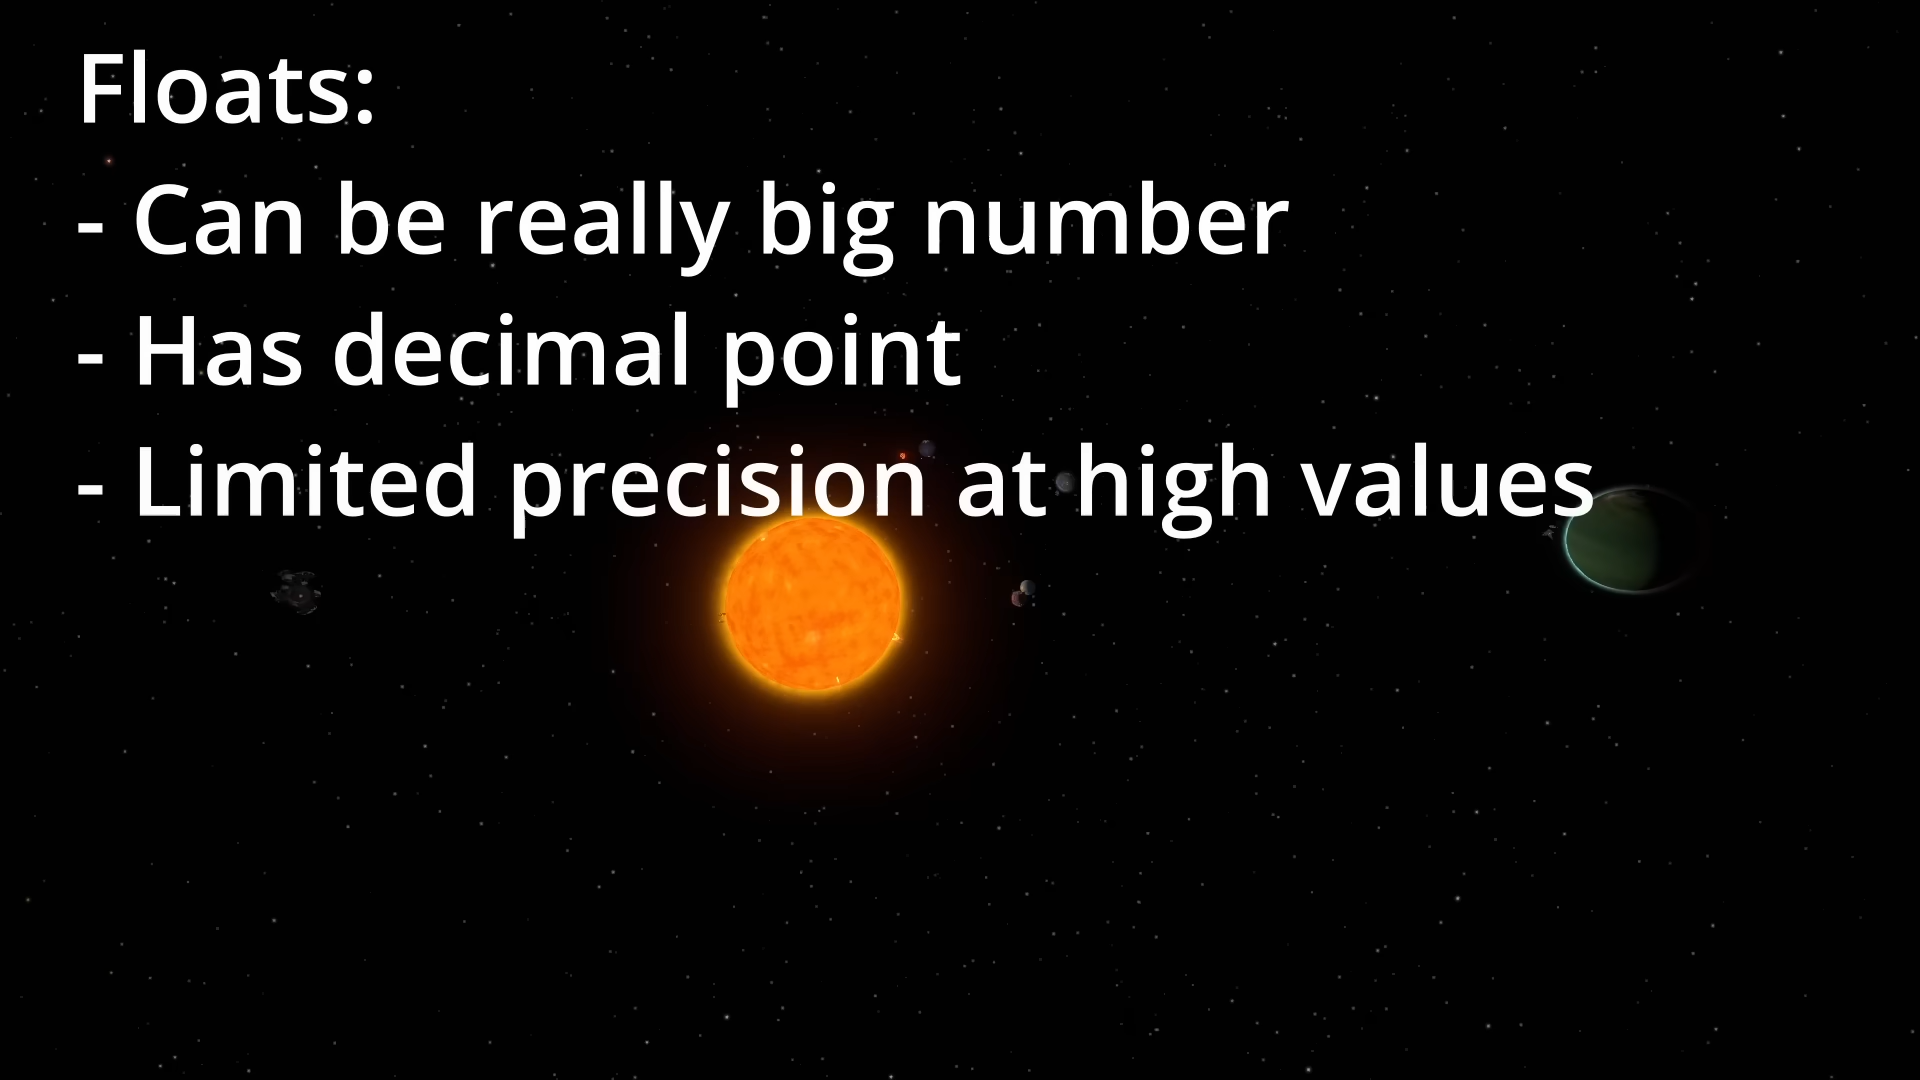 Floats:
- Can be really big number
- Has decimal point
- Limited precision at high values